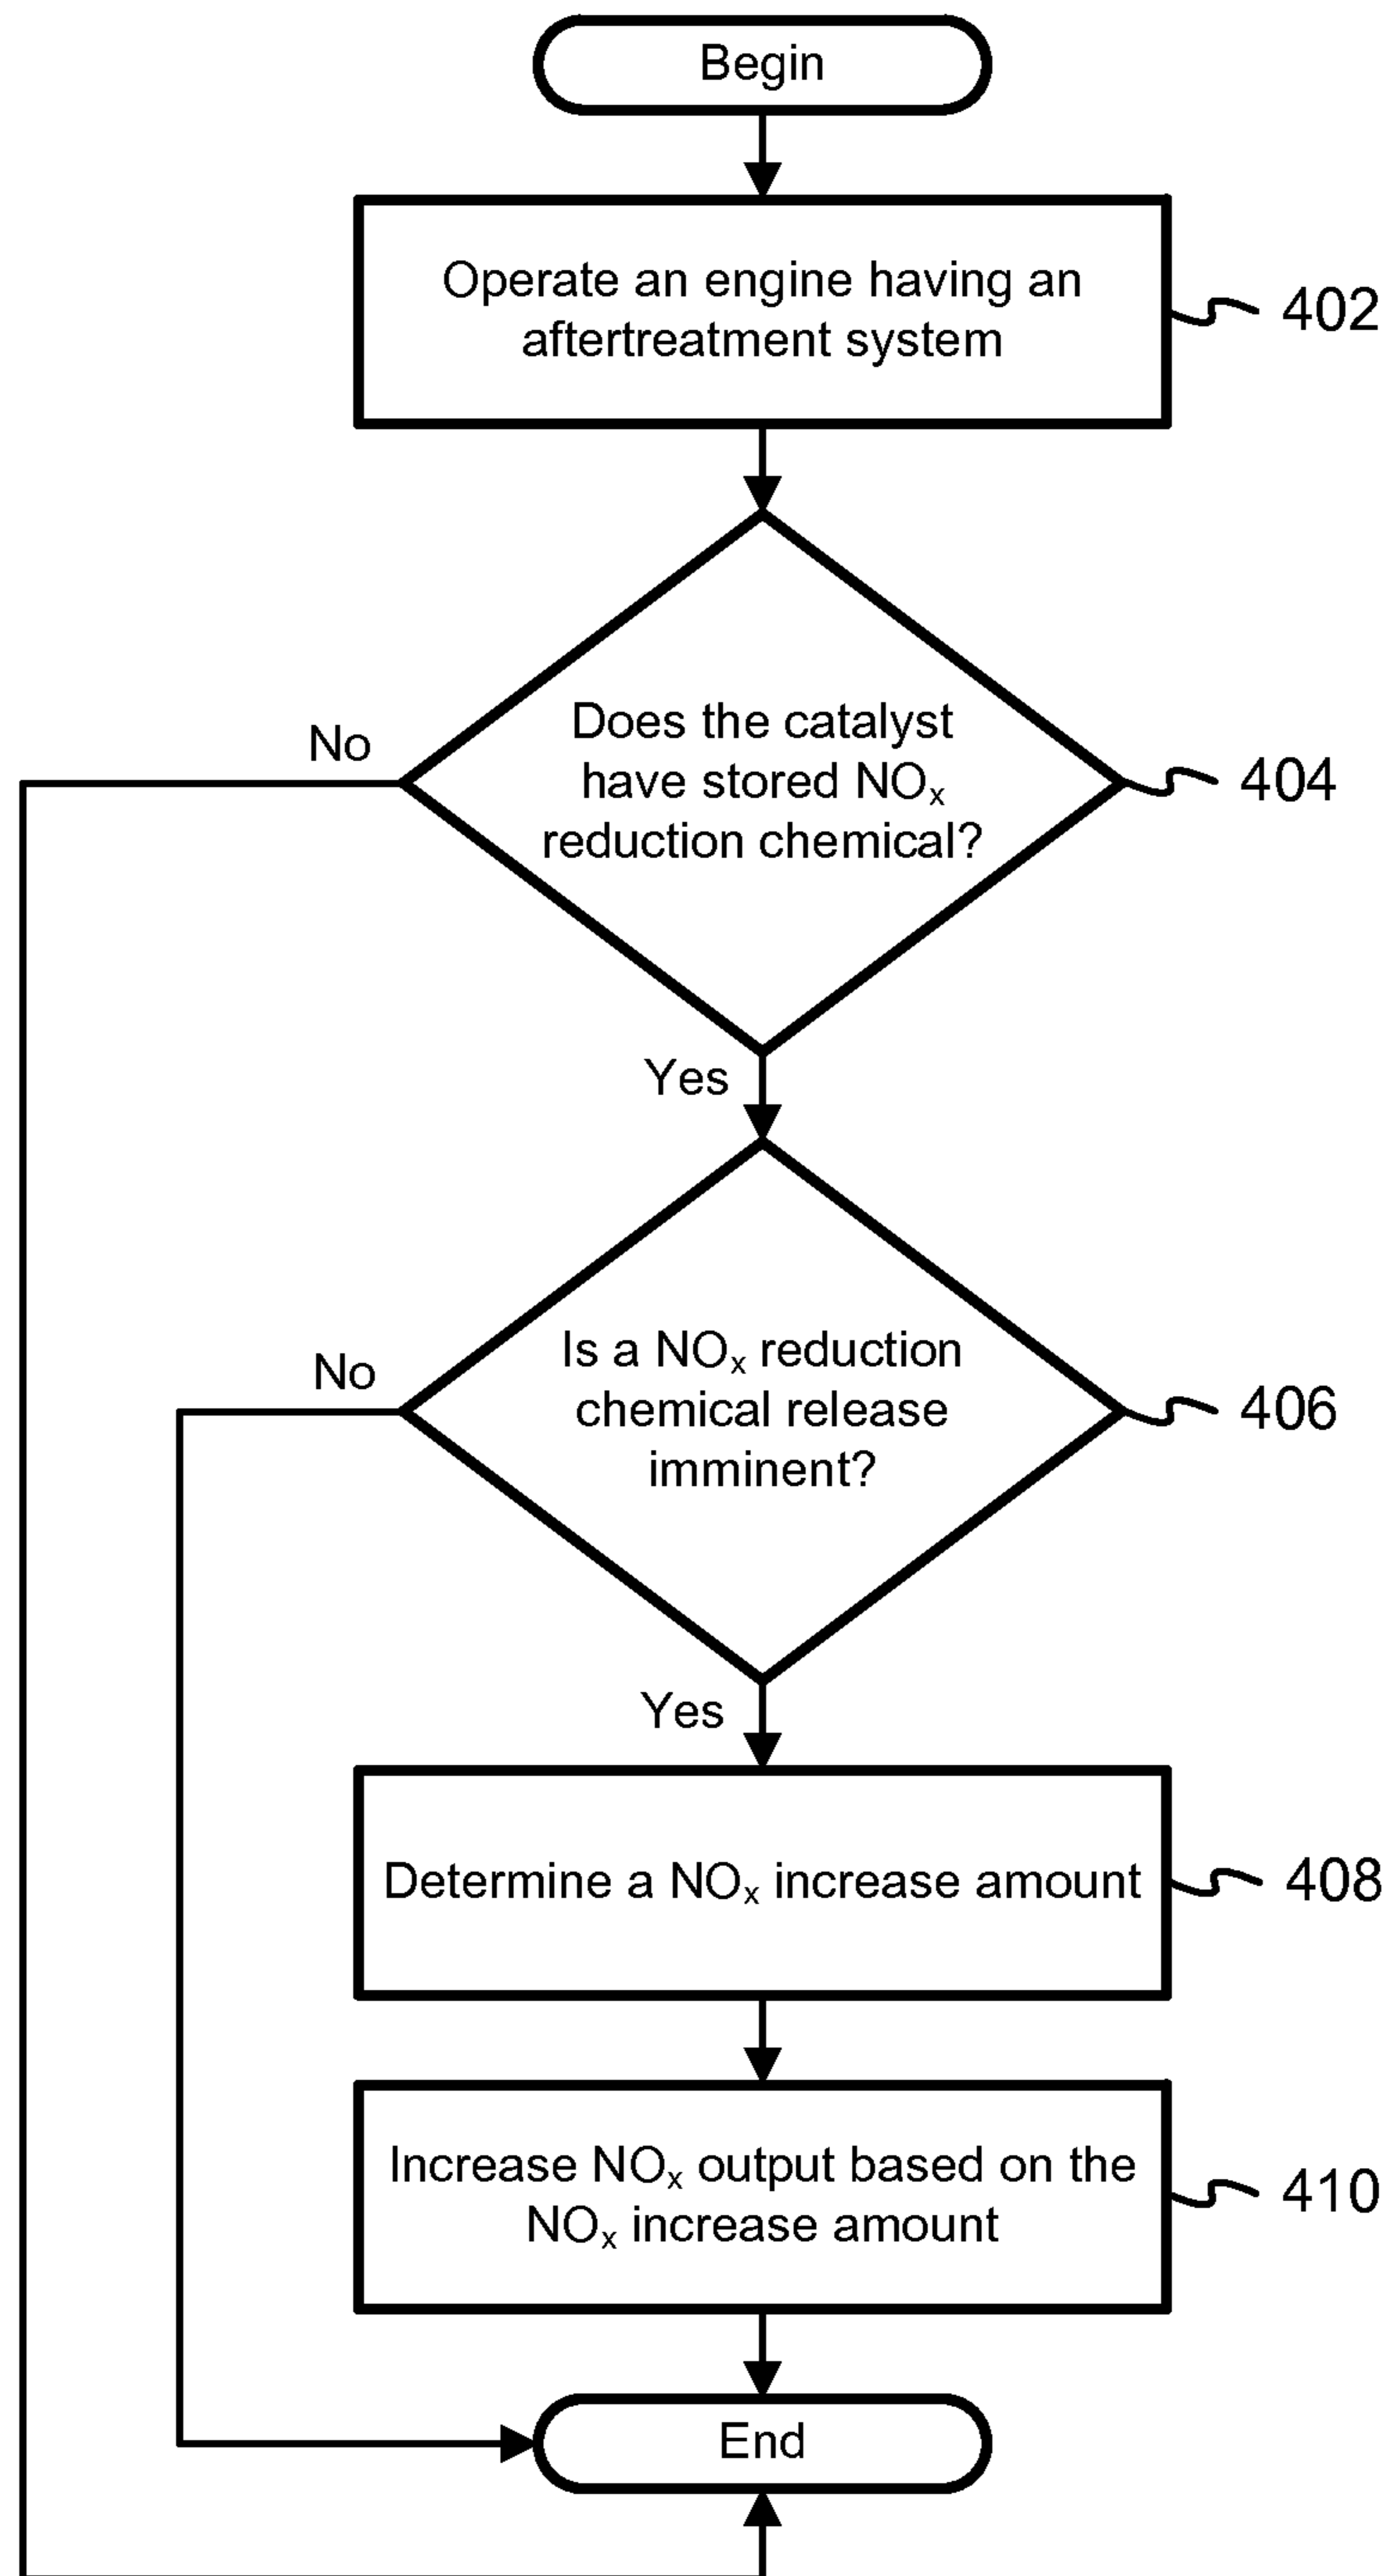 Begin
Operate an engine having an
aftertreatment system
402
Does the catalyst
have stored NOₓ
reduction chemical?
404
No
Yes
Is a NOₓ reduction
chemical release
imminent?
406
No
Yes
Determine a NOₓ increase amount
408
Increase NOₓ output based on the
NOₓ increase amount
410
End